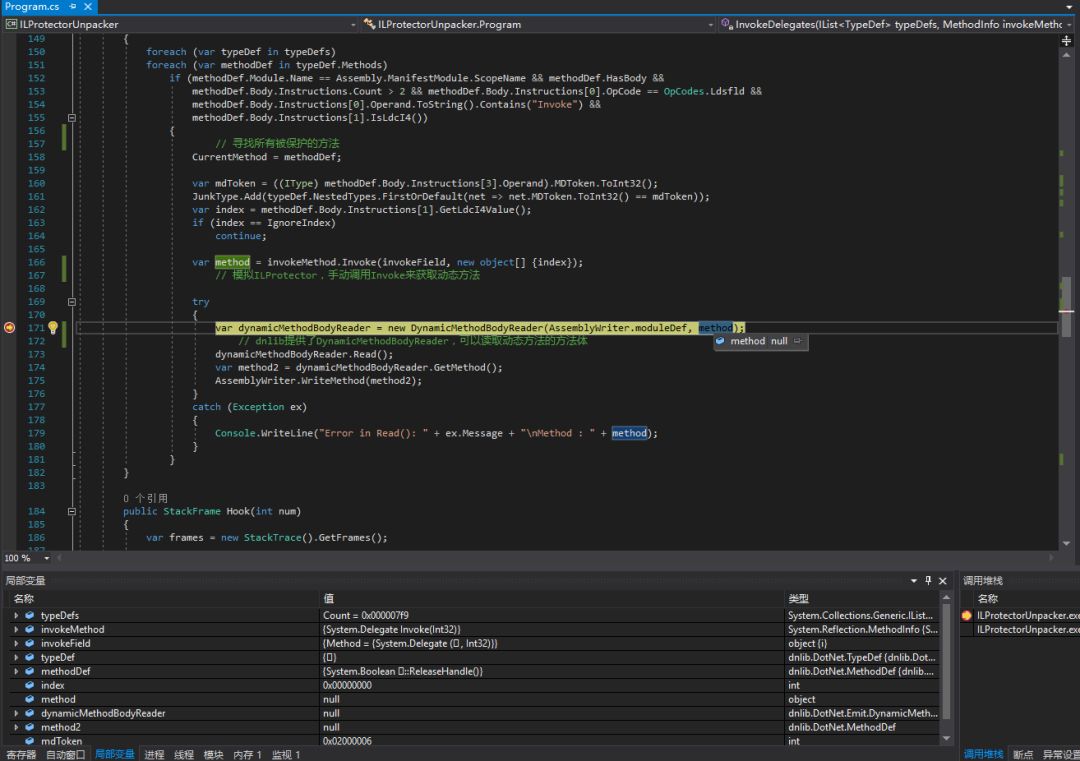 Program.cs
ILProtectorUnpacker
ILProtectorUnpacker.Program
InvokeDelegates(IList<TypeDef> typeDefs, MethodInfo invokeMethod
149 {
150 foreach (var typeDef in typeDefs)
151 foreach (var methodDef in typeDef.Methods)
152 if (methodDef.Module.Name == Assembly.ManifestModule.ScopeName && methodDef.HasBody &&
153 methodDef.Body.Instructions.Count > 2 && methodDef.Body.Instructions[0].OpCode == OpCodes.Ldsfld &&
154 methodDef.Body.Instructions[0].Operand.ToString().Contains("Invoke") &&
155 methodDef.Body.Instructions[1].IsLdcI4())
156 {
157 // 寻找所有被保护的方法
158 CurrentMethod = methodDef;
159
160 var mdToken = ((IType) methodDef.Body.Instructions[3].Operand).MDToken.ToInt32();
161 JunkType.Add(typeDef.NestedTypes.FirstOrDefault(net => net.MDToken.ToInt32() == mdToken));
162 var index = methodDef.Body.Instructions[1].GetLdcI4Value();
163 if (index == IgnoreIndex)
164 continue;
165
166 var method = invokeMethod.Invoke(invokeField, new object[] {index});
167 // 模拟ILProtector，手动调用Invoke来获取动态方法
168
169 try
170 {
171 var dynamicMethodBodyReader = new DynamicMethodBodyReader(AssemblyWriter.moduleDef, method);
172 // dnlib提供了DynamicMethodBodyReader，可以读取动态方法的方法体
method null
173 dynamicMethodBodyReader.Read();
174 var method2 = dynamicMethodBodyReader.GetMethod();
175 AssemblyWriter.WriteMethod(method2);
176 }
177 catch (Exception ex)
178 {
179 Console.WriteLine("Error in Read(): " + ex.Message + "\nMethod : " + method);
180 }
181 }
182 }
183
0 个引用
184 public StackFrame Hook(int num)
185 {
186 var frames = new StackTrace().GetFrames();
187
100 %
局部变量
名称 值 类型
typeDefs Count = 0x000007f9 System.Collections.Generic.IList...
invokeMethod {System.Delegate Invoke(Int32)} System.Reflection.MethodInfo {S...
invokeField {Method = {System.Delegate (▯, Int32)}} object {i}
typeDef {▯} dnlib.DotNet.TypeDef {dnlib.Dot...
methodDef {System.Boolean ▯::ReleaseHandle()} dnlib.DotNet.MethodDef {dnlib....
index 0x00000000 int
method null object
dynamicMethodBodyReader null dnlib.DotNet.Emit.DynamicMeth...
method2 null dnlib.DotNet.MethodDef
mdToken 0x02000006 int
寄存器 自动窗口 局部变量 进程 线程 模块 内存 1 监视 1
调用堆栈
名称
ILProtectorUnpacker.exe
ILProtectorUnpacker.exe
调用堆栈 断点 异常设置